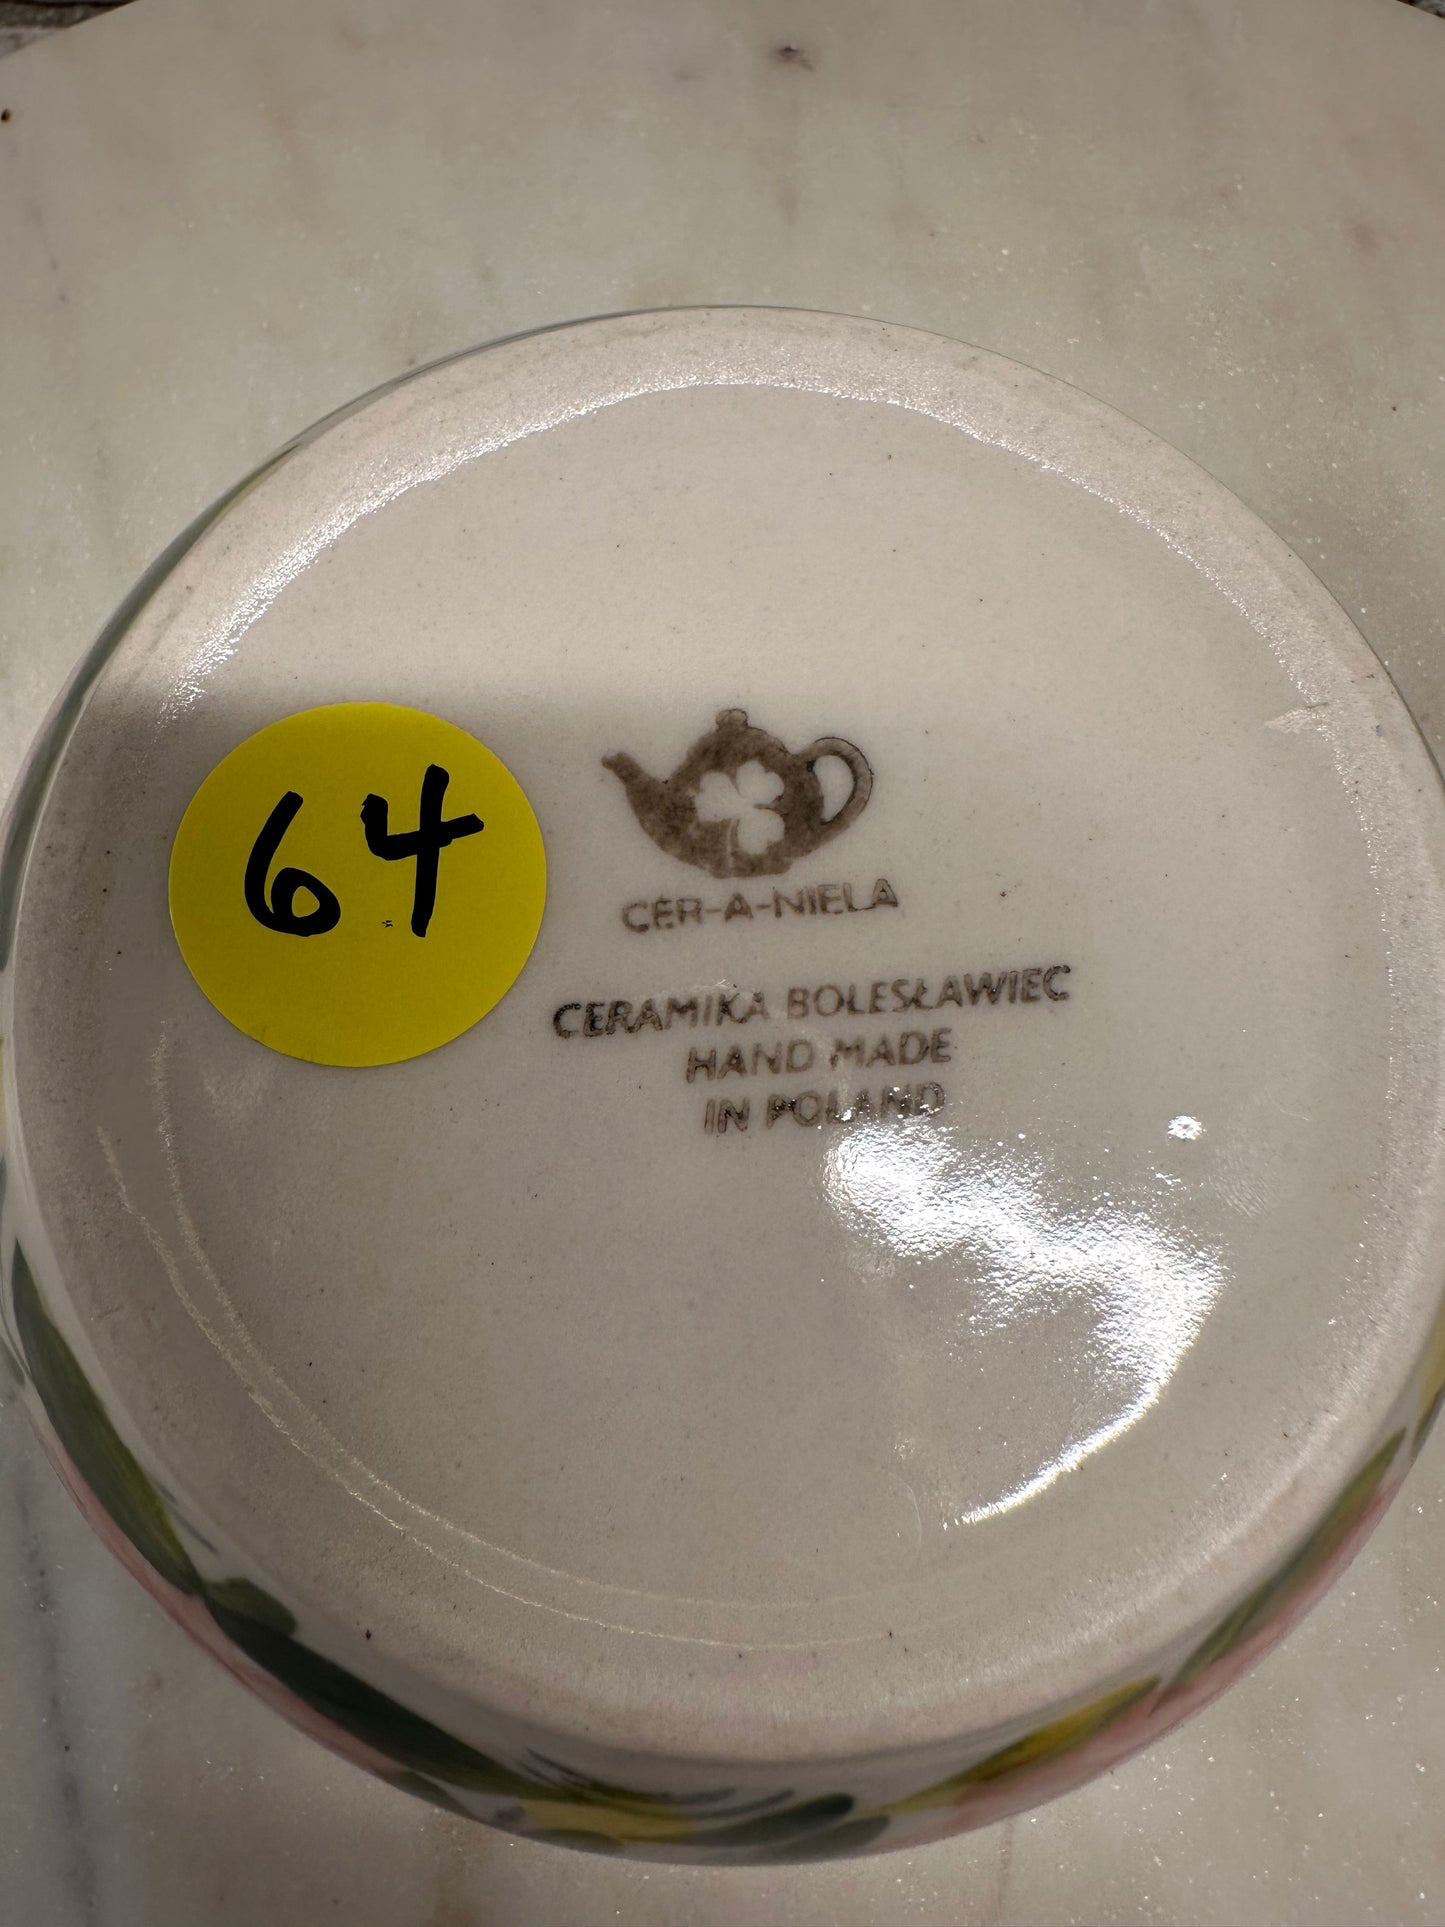 64
CER-A-NIELA
CERAMIKA BOLESŁAWIEC
HAND MADE
IN POLAND